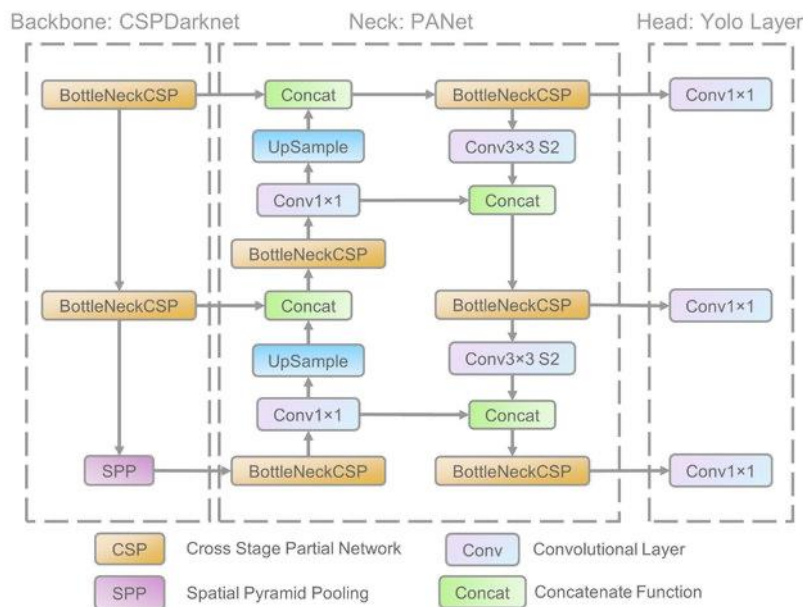 Backbone: CSPDarknet
Neck: PANet
Head: Yolo Layer
BottleNeckCSP
Concat
BottleNeckCSP
Conv1×1
UpSample
Conv3×3 S2
Conv1×1
Concat
BottleNeckCSP
BottleNeckCSP
Concat
BottleNeckCSP
Conv1×1
UpSample
Conv3×3 S2
Conv1×1
Concat
SPP
BottleNeckCSP
BottleNeckCSP
Conv1×1
CSP
Cross Stage Partial Network
Conv
Convolutional Layer
SPP
Spatial Pyramid Pooling
Concat
Concatenate Function